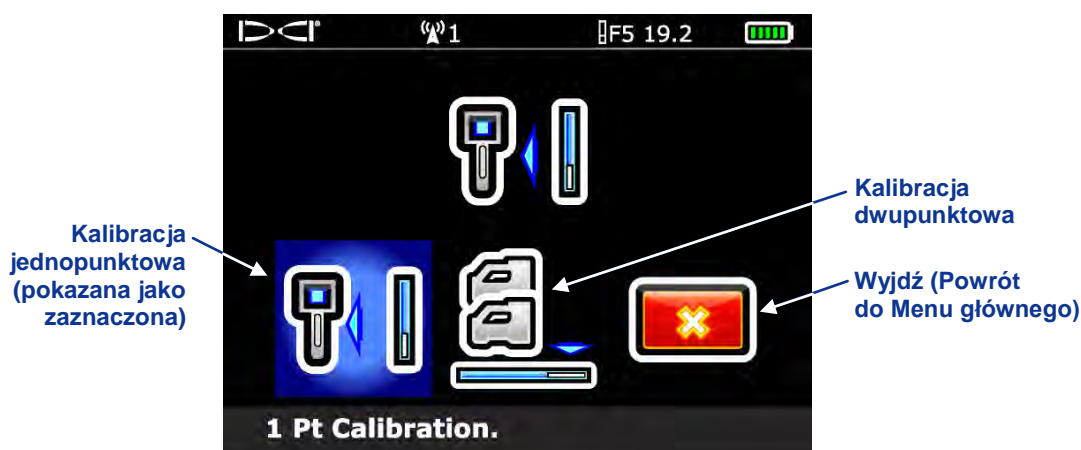 DCI®
1
F5 19.2
Kalibracja
dwupunktowa
Kalibracja
jednopunktowa
(pokazana jako
zaznaczona)
Wyjdź (Powrót
do Menu głównego)
1 Pt Calibration.